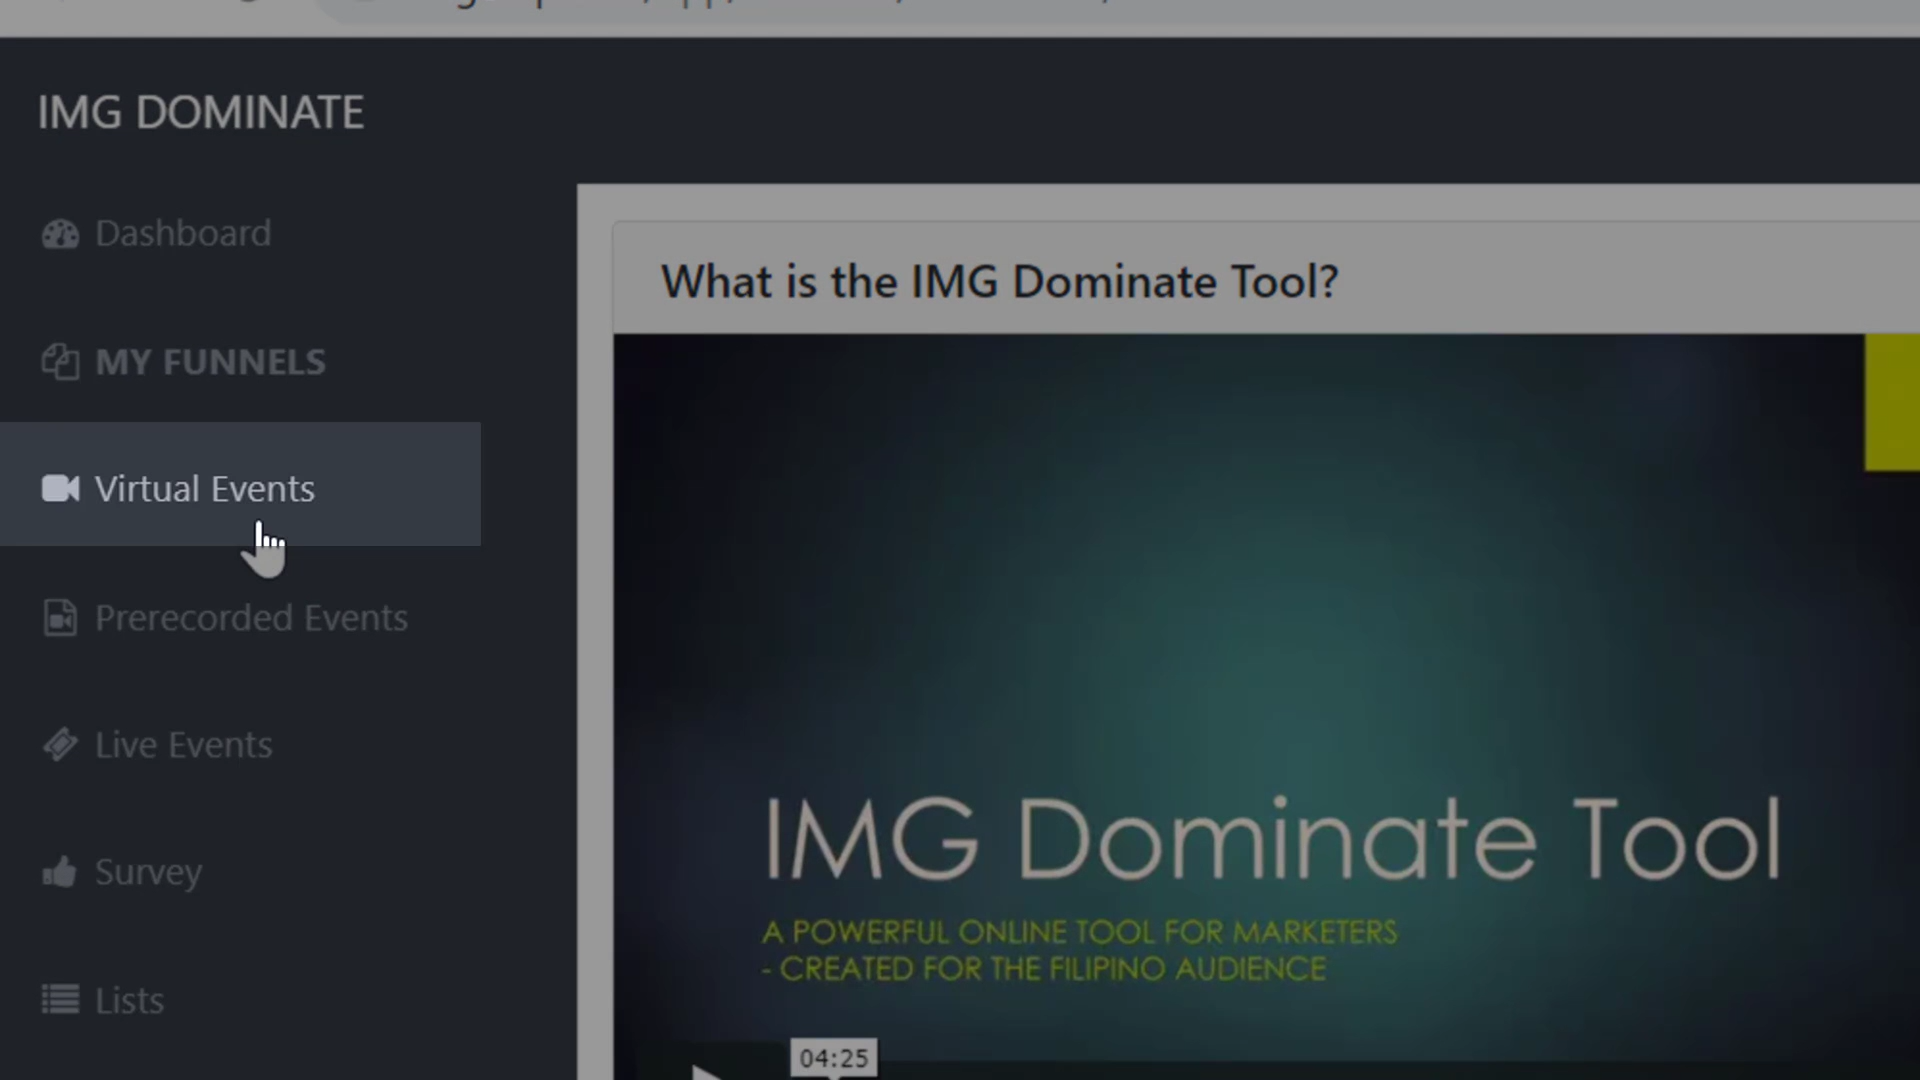 IMG DOMINATE
Dashboard
MY FUNNELS
Virtual Events
Prerecorded Events
Live Events
Survey
Lists
What is the IMG Dominate Tool?
IMG Dominate Tool
A POWERFUL ONLINE TOOL FOR MARKETERS
- CREATED FOR THE FILIPINO AUDIENCE
04:25